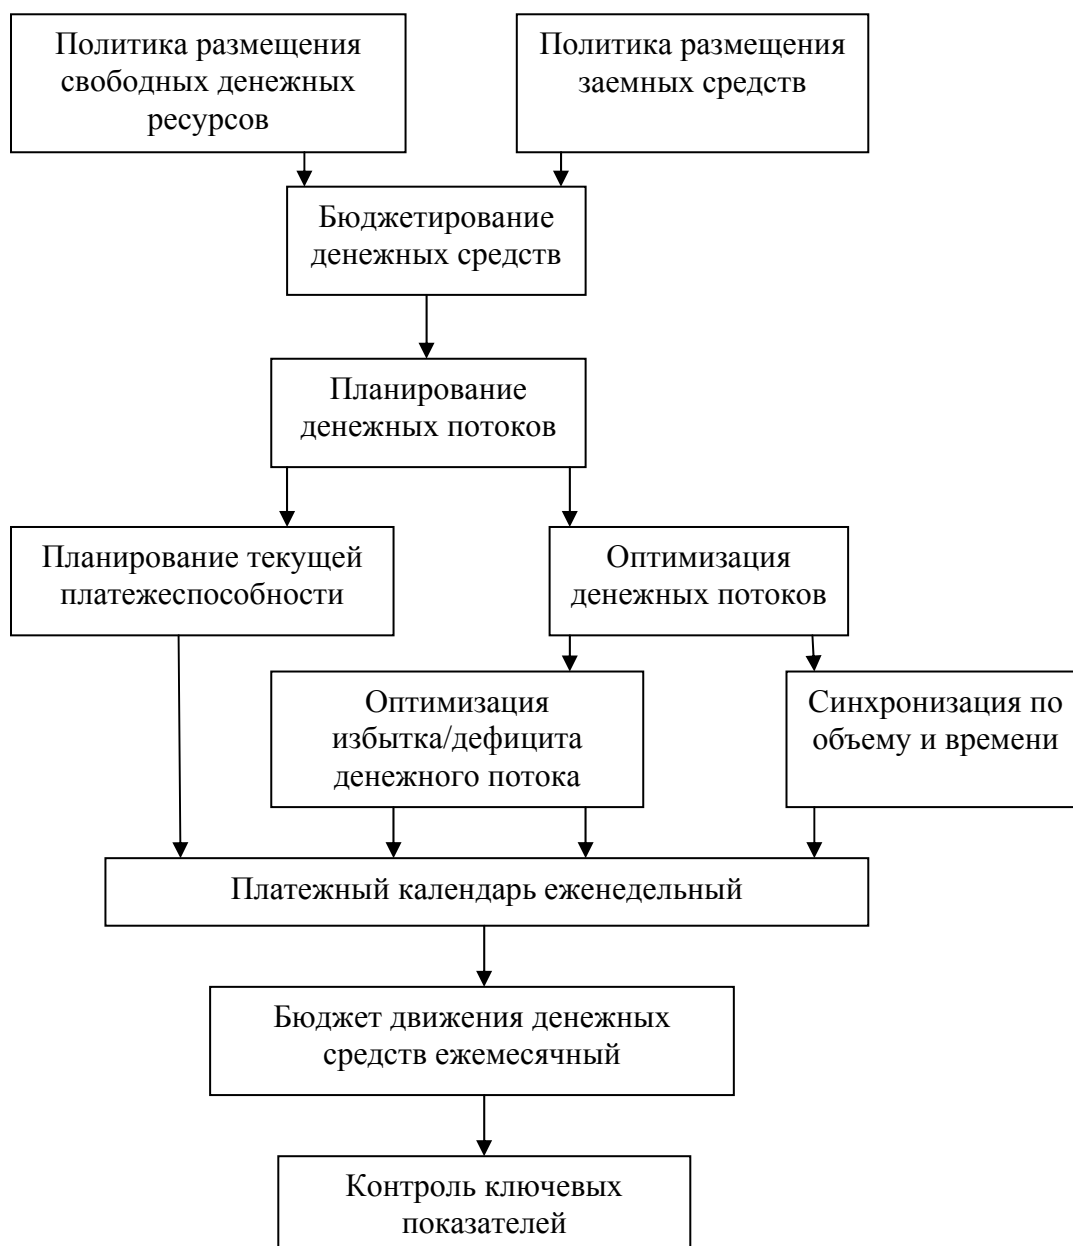 Политика размещения
свободных денежных
ресурсов
Политика размещения
заемных средств
Бюджетирование
денежных средств
Планирование
денежных потоков
Планирование текущей
платежеспособности
Оптимизация
денежных потоков
Оптимизация
избытка/дефицита
денежного потока
Синхронизация по
объему и времени
Платежный календарь еженедельный
Бюджет движения денежных
средств ежемесячный
Контроль ключевых
показателей